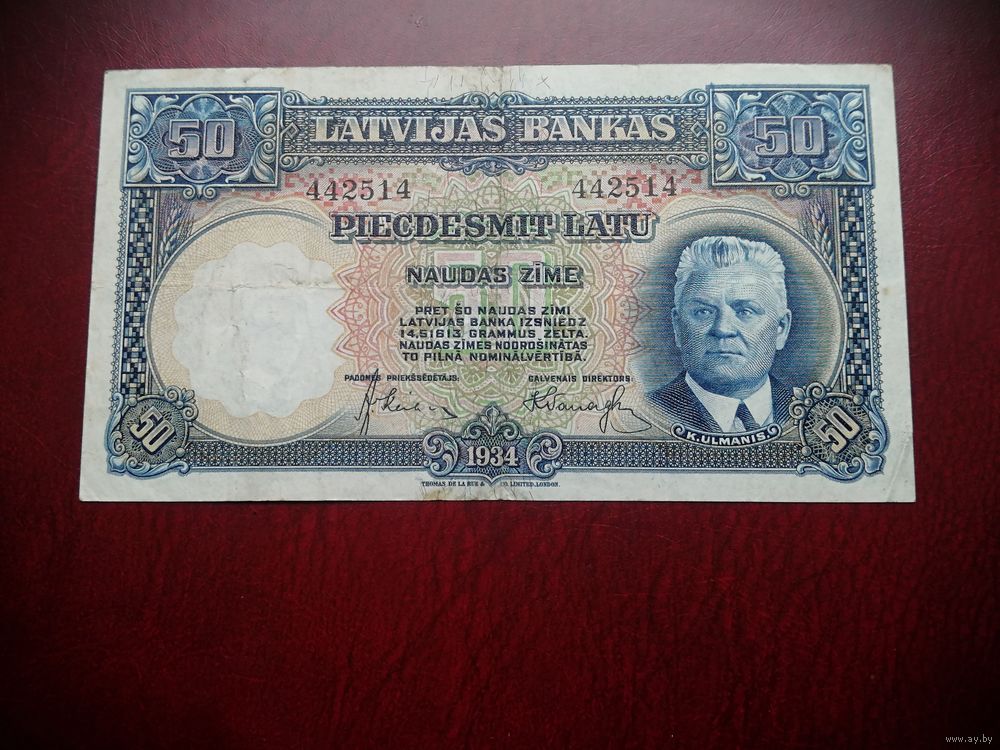 50 LATVIJAS BANKAS 50
442514 442514
PIECDESMIT LATU
50
NAUDAS ZĪME
PRET ŠO NAUDAS ZĪMI
LATVIJAS BANKA IZSNIEDZ
14,51613 GRAMMUS ZELTA.
NAUDAS ZĪMES NODROŠINĀTAS
TO PILNĀ NOMINĀLVĒRTĪBĀ.
PADOMES PRIEKŠSĒDĒTĀJS: GALVENAIS DIREKTORS:
K.ULMANIS.
50 1934 50
THOMAS DE LA RUE & CO. LIMITED. LONDON.
www.ay.by